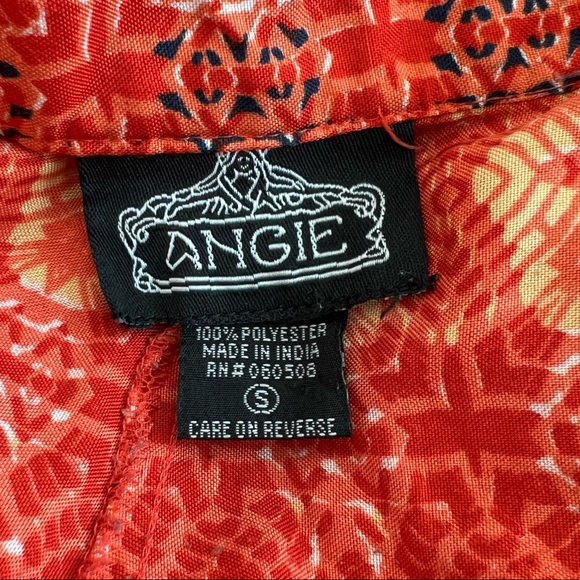 ANGIE
100% POLYESTER
MADE IN INDIA
RN# 060508
S
CARE ON REVERSE